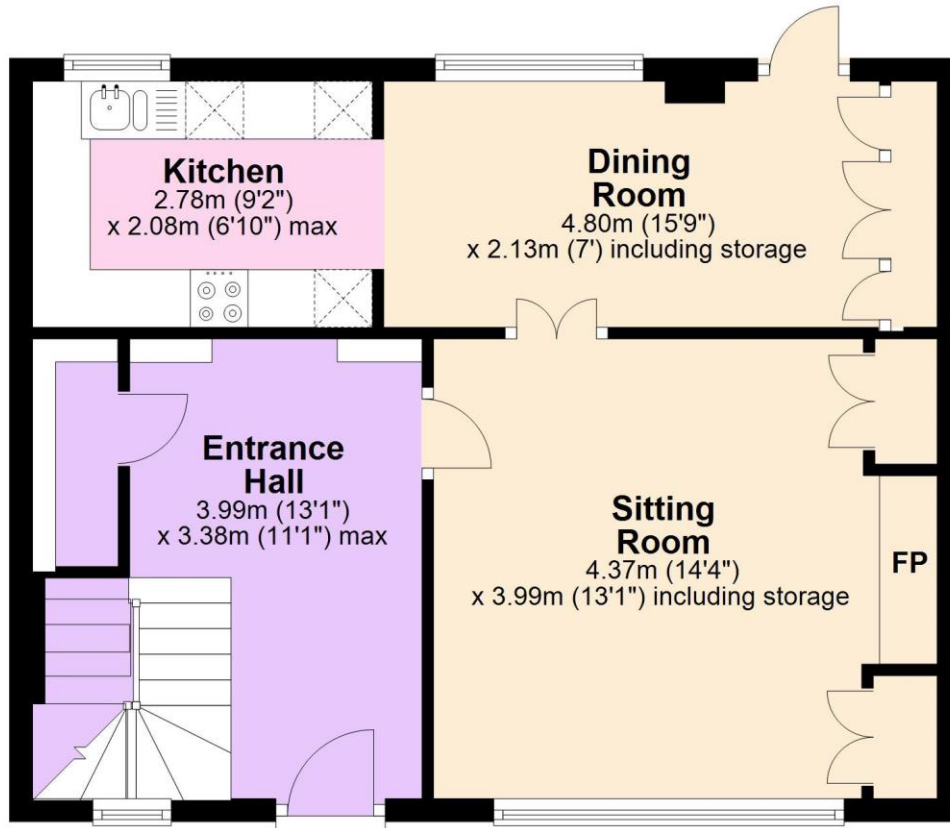 Kitchen
2.78m (9'2")
x 2.08m (6'10") max
Dining
Room
4.80m (15'9")
x 2.13m (7') including storage
Entrance
Hall
3.99m (13'1")
x 3.38m (11'1") max
Sitting
Room
4.37m (14'4")
x 3.99m (13'1") including storage
FP